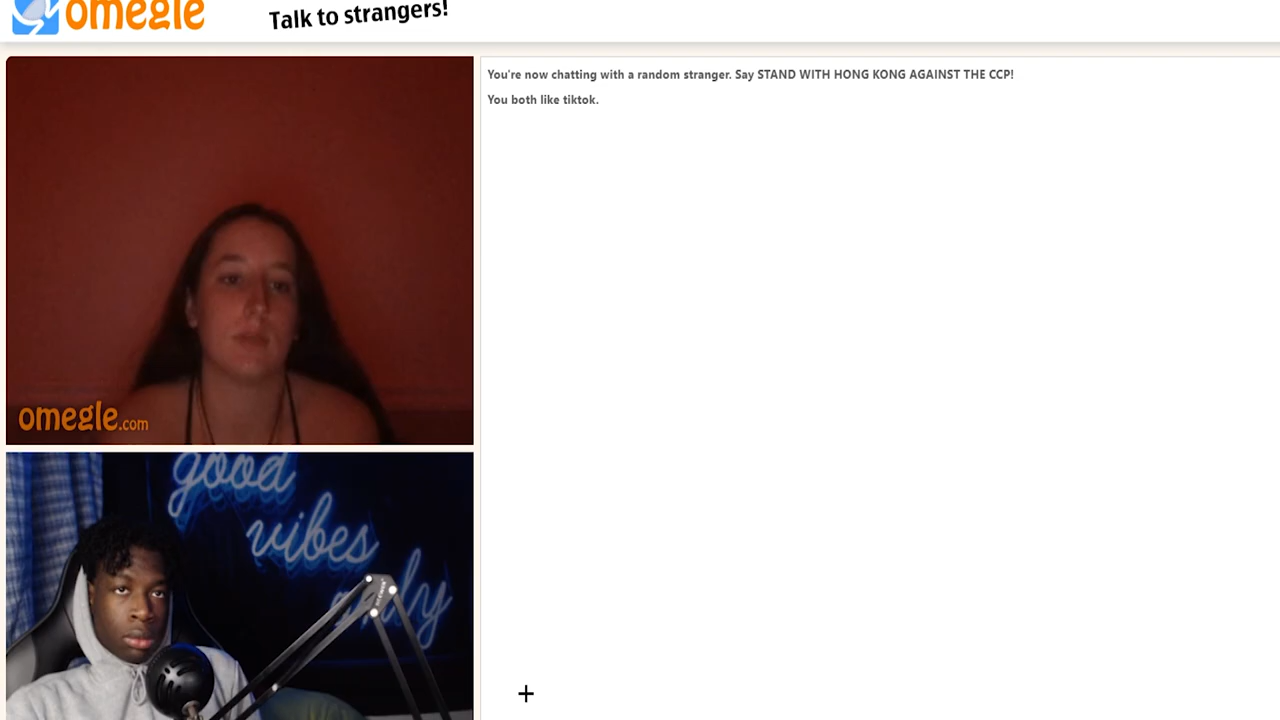 omegle
Talk to strangers!
You're now chatting with a random stranger. Say STAND WITH HONG KONG AGAINST THE CCP!
You both like tiktok.
omegle.com
good
vibes
only